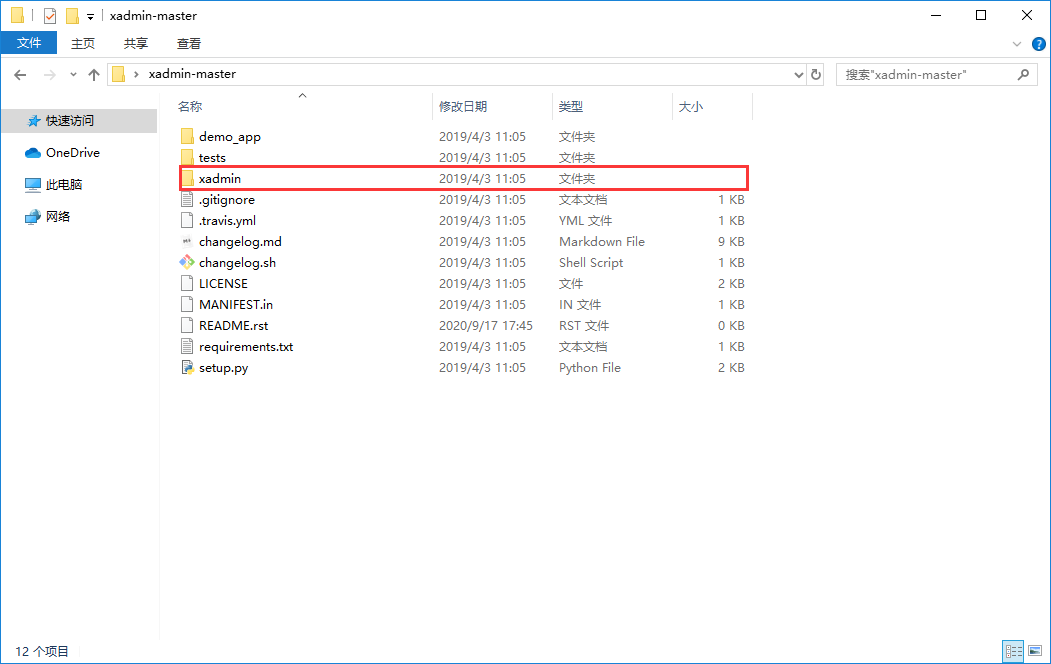 xadmin-master
文件 主页 共享 查看
xadmin-master 搜索"xadmin-master"
名称 修改日期 类型 大小
快速访问
OneDrive
此电脑
网络
demo_app 2019/4/3 11:05 文件夹
tests 2019/4/3 11:05 文件夹
xadmin 2019/4/3 11:05 文件夹
.gitignore 2019/4/3 11:05 文本文档 1 KB
.travis.yml 2019/4/3 11:05 YML 文件 1 KB
changelog.md 2019/4/3 11:05 Markdown File 9 KB
changelog.sh 2019/4/3 11:05 Shell Script 1 KB
LICENSE 2019/4/3 11:05 文件 2 KB
MANIFEST.in 2019/4/3 11:05 IN 文件 1 KB
README.rst 2020/9/17 17:45 RST 文件 0 KB
requirements.txt 2019/4/3 11:05 文本文档 1 KB
setup.py 2019/4/3 11:05 Python File 2 KB
12 个项目